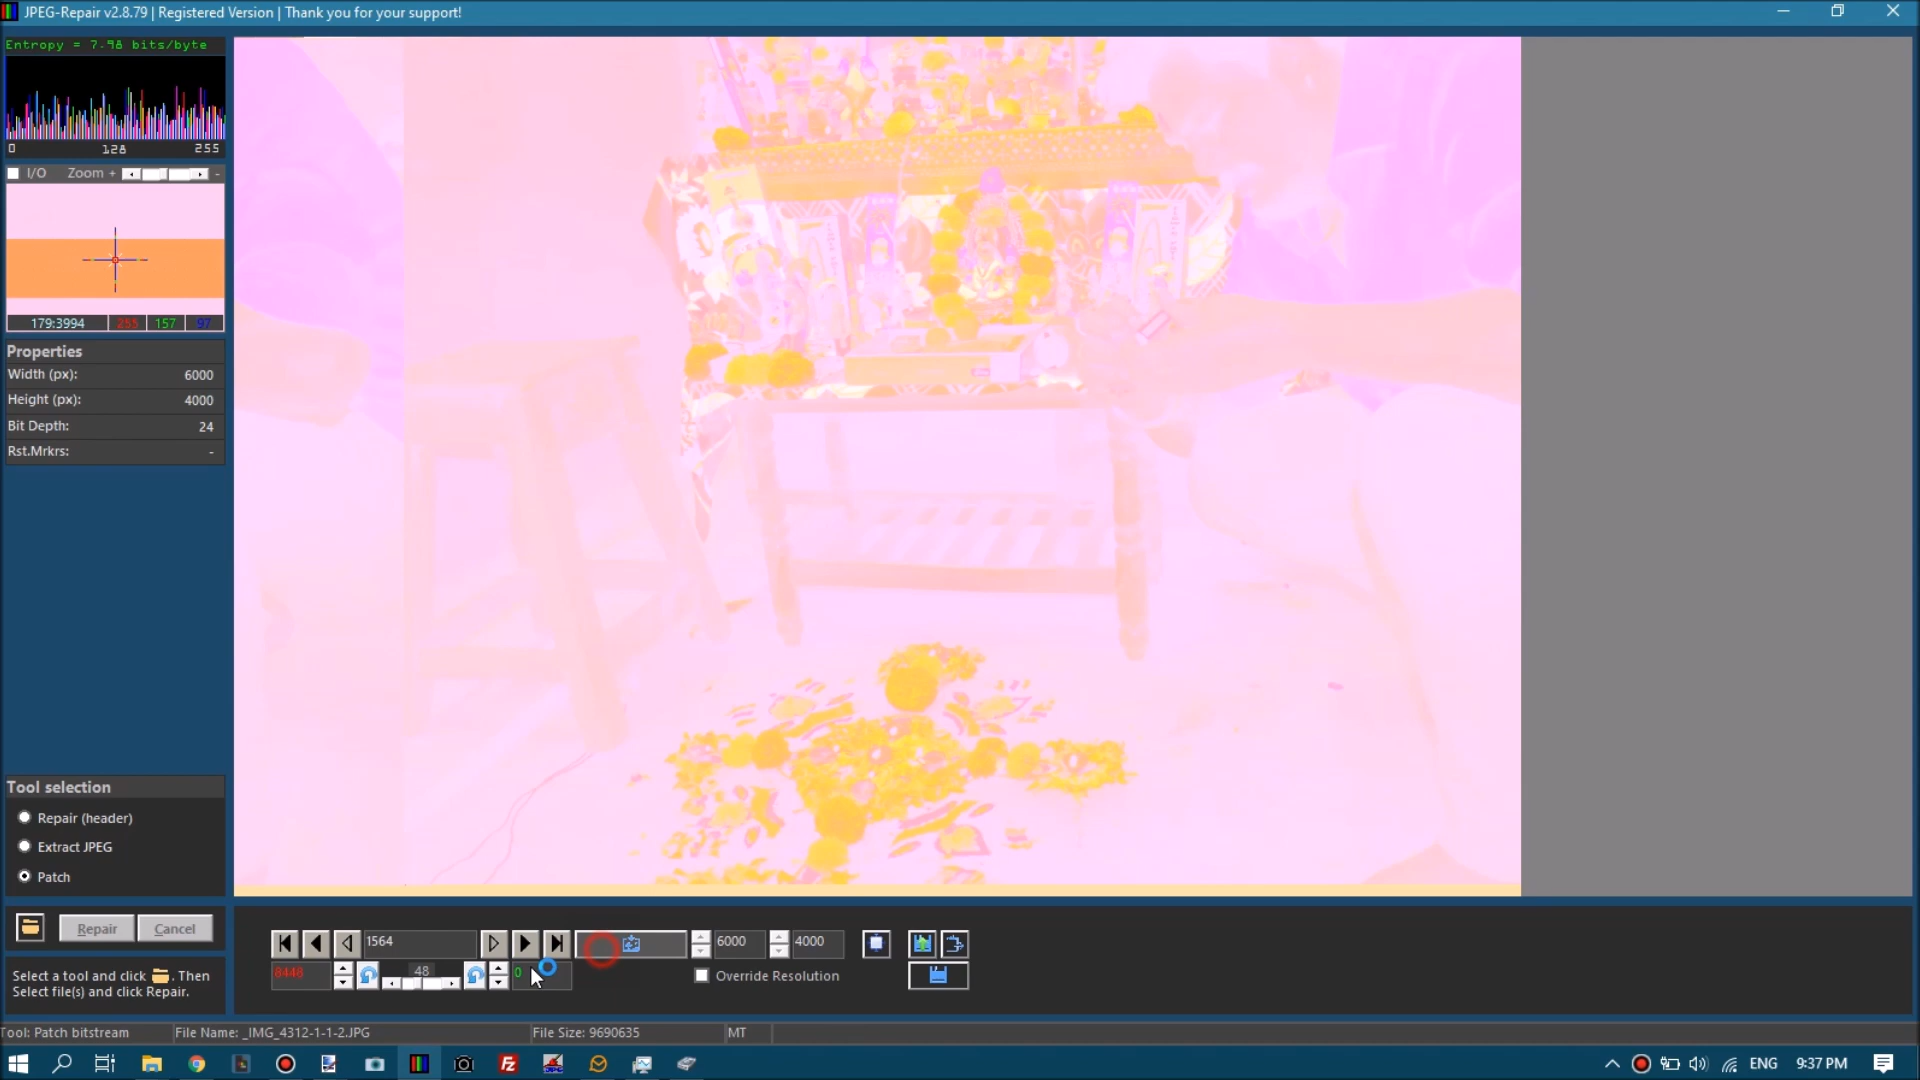 JPEG-Repair v2.8.79 | Registered Version | Thank you for your support!
Entropy = 7.98 bits/byte
0 128 255
I/O Zoom + -
179:3994 255 157 97
Properties
Width (px): 6000
Height (px): 4000
Bit Depth: 24
Rst.Mrkrs: -
Tool selection
Repair (header)
Extract JPEG
Patch
Repair Cancel
Select a tool and click . Then
Select file(s) and click Repair.
1564 6000 4000
8448 48 0 Override Resolution
Tool: Patch bitstream File Name: _IMG_4312-1-1-2.JPG File Size: 9690635 MT
ENG 9:37 PM